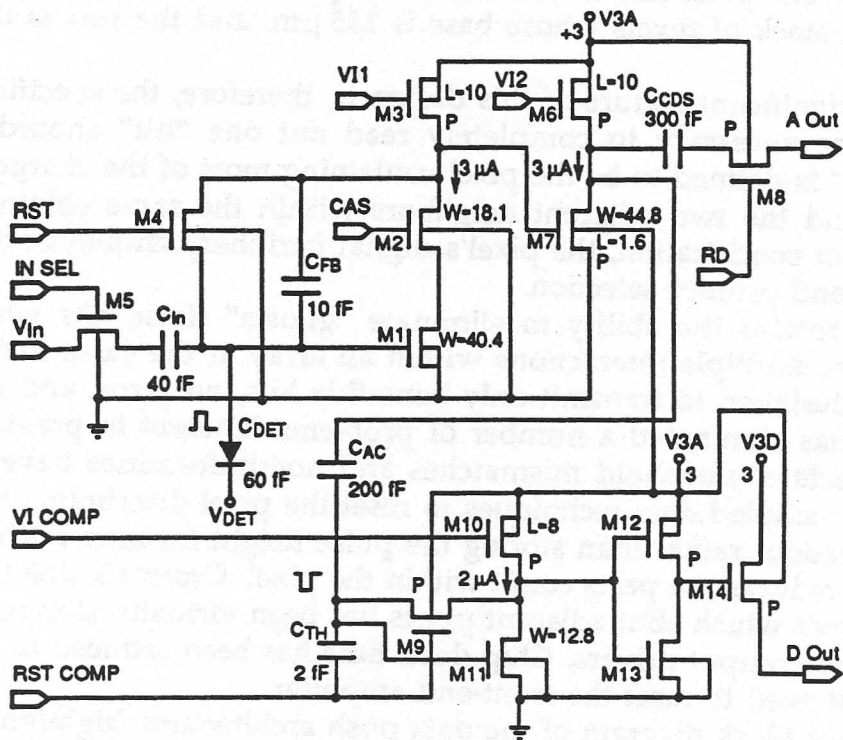 V3A
+3
VI1
M3
L=10
P
VI2
M6
L=10
P
CCDS
300 fF
P
A Out
M8
3 µA
3 µA
RST
M4
CAS
M2
W=18.1
M7
W=44.8
L=1.6
P
RD
IN SEL
M5
CFB
10 fF
Vin
Cin
40 fF
M1
W=40.4
CDET
60 fF
VDET
CAC
200 fF
V3A
3
V3D
3
VI COMP
M10
L=8
P
M12
P
2 µA
M14
P
P
CTH
2 fF
M9
W=12.8
M11
M13
D Out
RST COMP